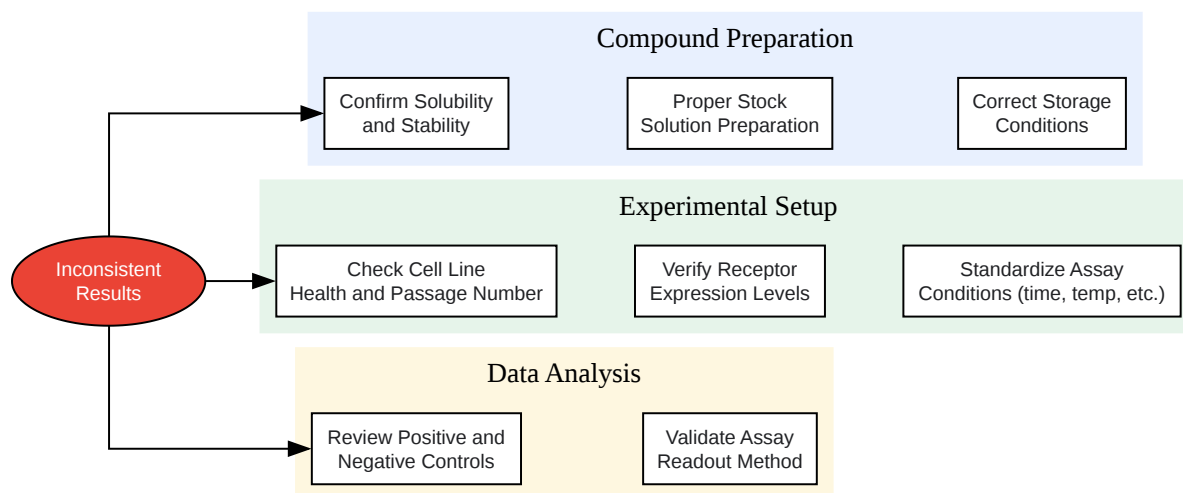 Compound Preparation
Confirm Solubility
and Stability
Proper Stock
Solution Preparation
Correct Storage
Conditions
Experimental Setup
Inconsistent
Results
Check Cell Line
Health and Passage Number
Verify Receptor
Expression Levels
Standardize Assay
Conditions (time, temp, etc.)
Data Analysis
Review Positive and
Negative Controls
Validate Assay
Readout Method